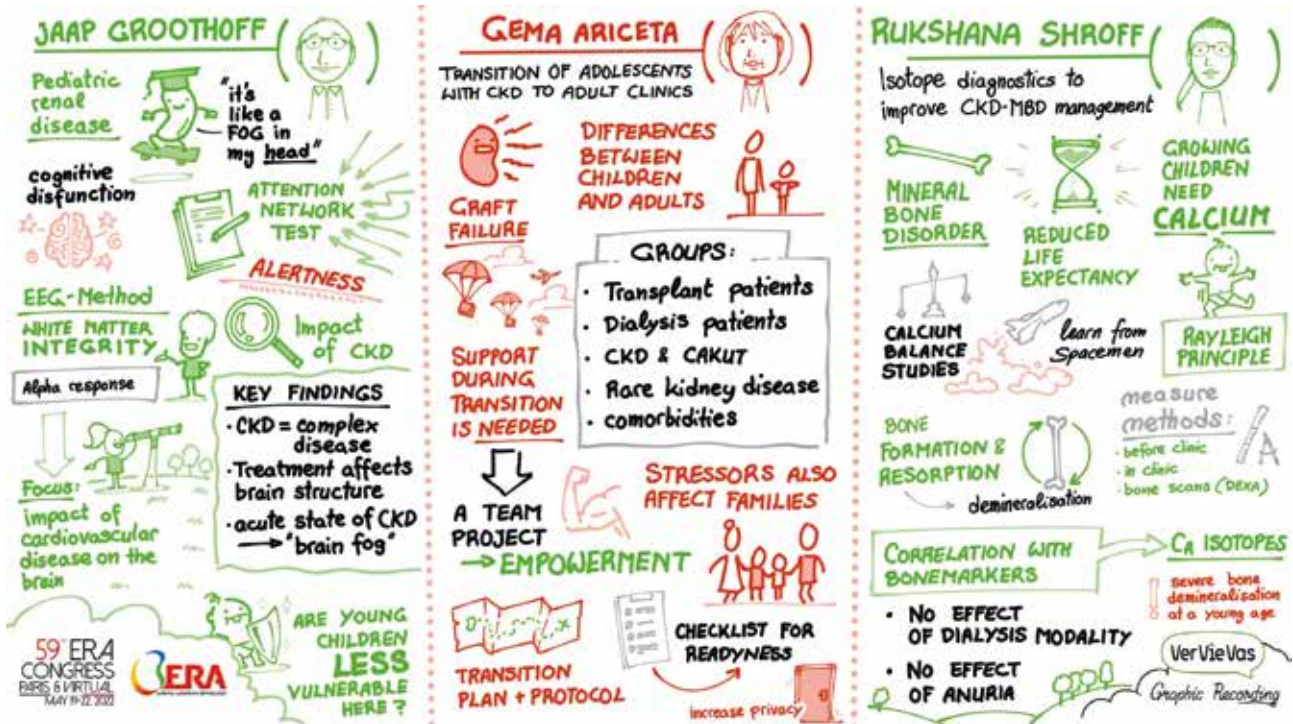 JAAP GROOTHOFF
Pediatric
renal
disease
"it's
like a
FOG in
my head"
cognitive
disfunction
ATTENTION
NETWORK
TEST
ALERTNESS
EEG-Method
WHITE MATTER
INTEGRITY
Impact
of CKD
Alpha response
KEY FINDINGS
• CKD = complex
disease
• Treatment affects
brain structure
• acute state of CKD
→ "brain fog"
Focus:
impact of
cardiovascular
disease on the
brain
ARE YOUNG
CHILDREN
LESS
VULNERABLE
HERE?
59TH ERA
CONGRESS
PARIS & VIRTUAL
MAY 19-22, 2022
ERA
GEMA ARICETA
TRANSITION OF ADOLESCENTS
WITH CKD TO ADULT CLINICS
GRAFT
FAILURE
DIFFERENCES
BETWEEN
CHILDREN
AND ADULTS
GROUPS:
• Transplant patients
• Dialysis patients
• CKD & CAKUT
• Rare kidney disease
• comorbidities
SUPPORT
DURING
TRANSITION
IS NEEDED
A TEAM
PROJECT
→ EMPOWERMENT
STRESSORS ALSO
AFFECT FAMILIES
TRANSITION
PLAN + PROTOCOL
CHECKLIST FOR
READYNESS
increase privacy
RUKSHANA SHROFF
Isotope diagnostics to
improve CKD-MBD management
MINERAL
BONE
DISORDER
REDUCED
LIFE
EXPECTANCY
GROWING
CHILDREN
NEED
CALCIUM
CALCIUM
BALANCE
STUDIES
learn from
Spacemen
RAYLEIGH
PRINCIPLE
BONE
FORMATION &
RESORPTION
demineralisation
measure
methods:
• before clinic
• in clinic
• bone scans (DEXA)
CORRELATION WITH
BONEMARKERS
CA ISOTOPES
• NO EFFECT
OF DIALYSIS MODALITY
• NO EFFECT
OF ANURIA
severe bone
demineralisation
at a young age
VerVieVas
Graphic Recording